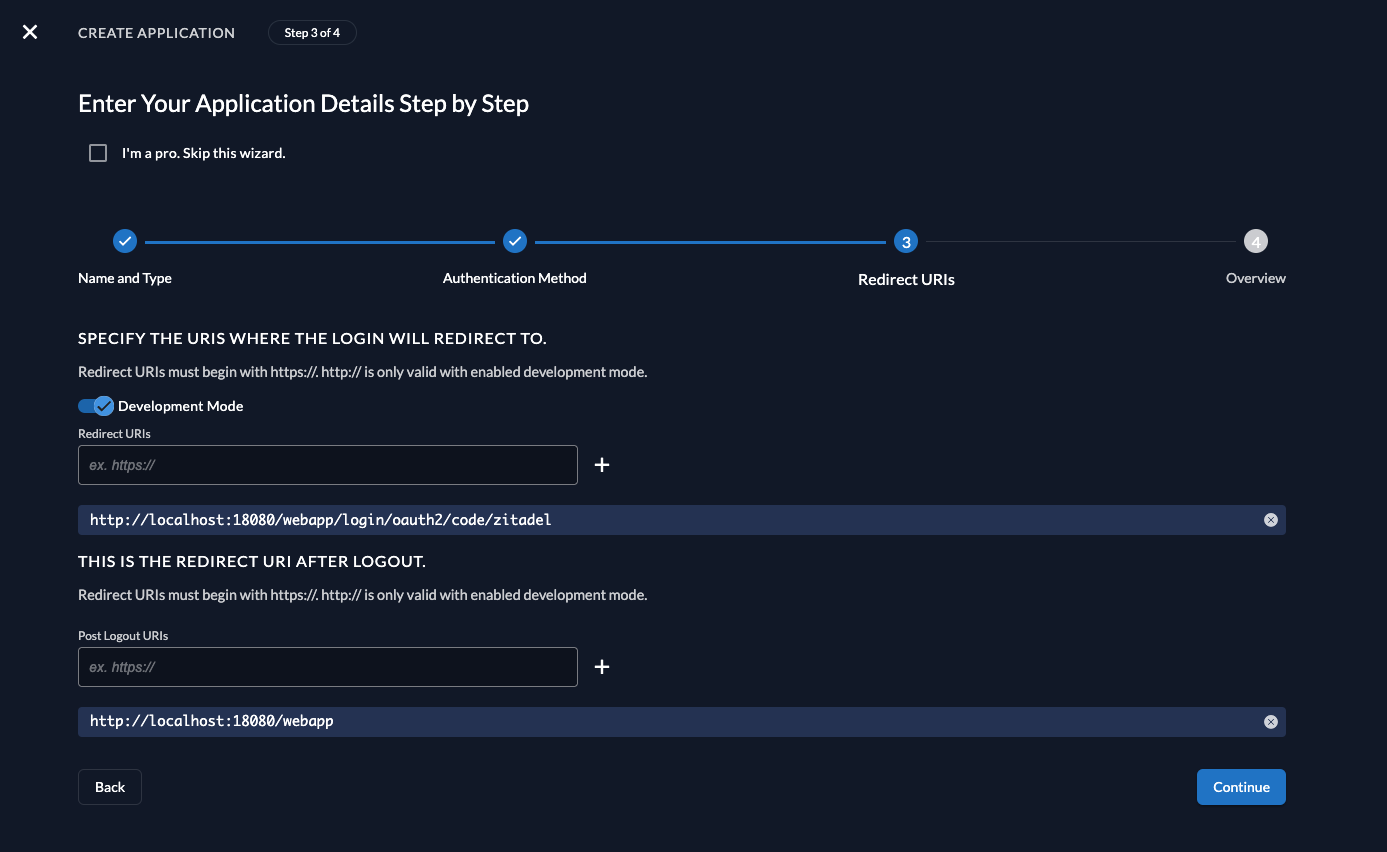 CREATE APPLICATION
Step 3 of 4
Enter Your Application Details Step by Step
I'm a pro. Skip this wizard.
3
4
Name and Type
Authentication Method
Redirect URIs
Overview
SPECIFY THE URIS WHERE THE LOGIN WILL REDIRECT TO.
Redirect URIs must begin with https://. http:// is only valid with enabled development mode.
Development Mode
Redirect URIs
ex. https://
http://localhost:18080/webapp/login/oauth2/code/zitadel
THIS IS THE REDIRECT URI AFTER LOGOUT.
Redirect URIs must begin with https://. http:// is only valid with enabled development mode.
Post Logout URIs
ex. https://
http://localhost:18080/webapp
Back
Continue